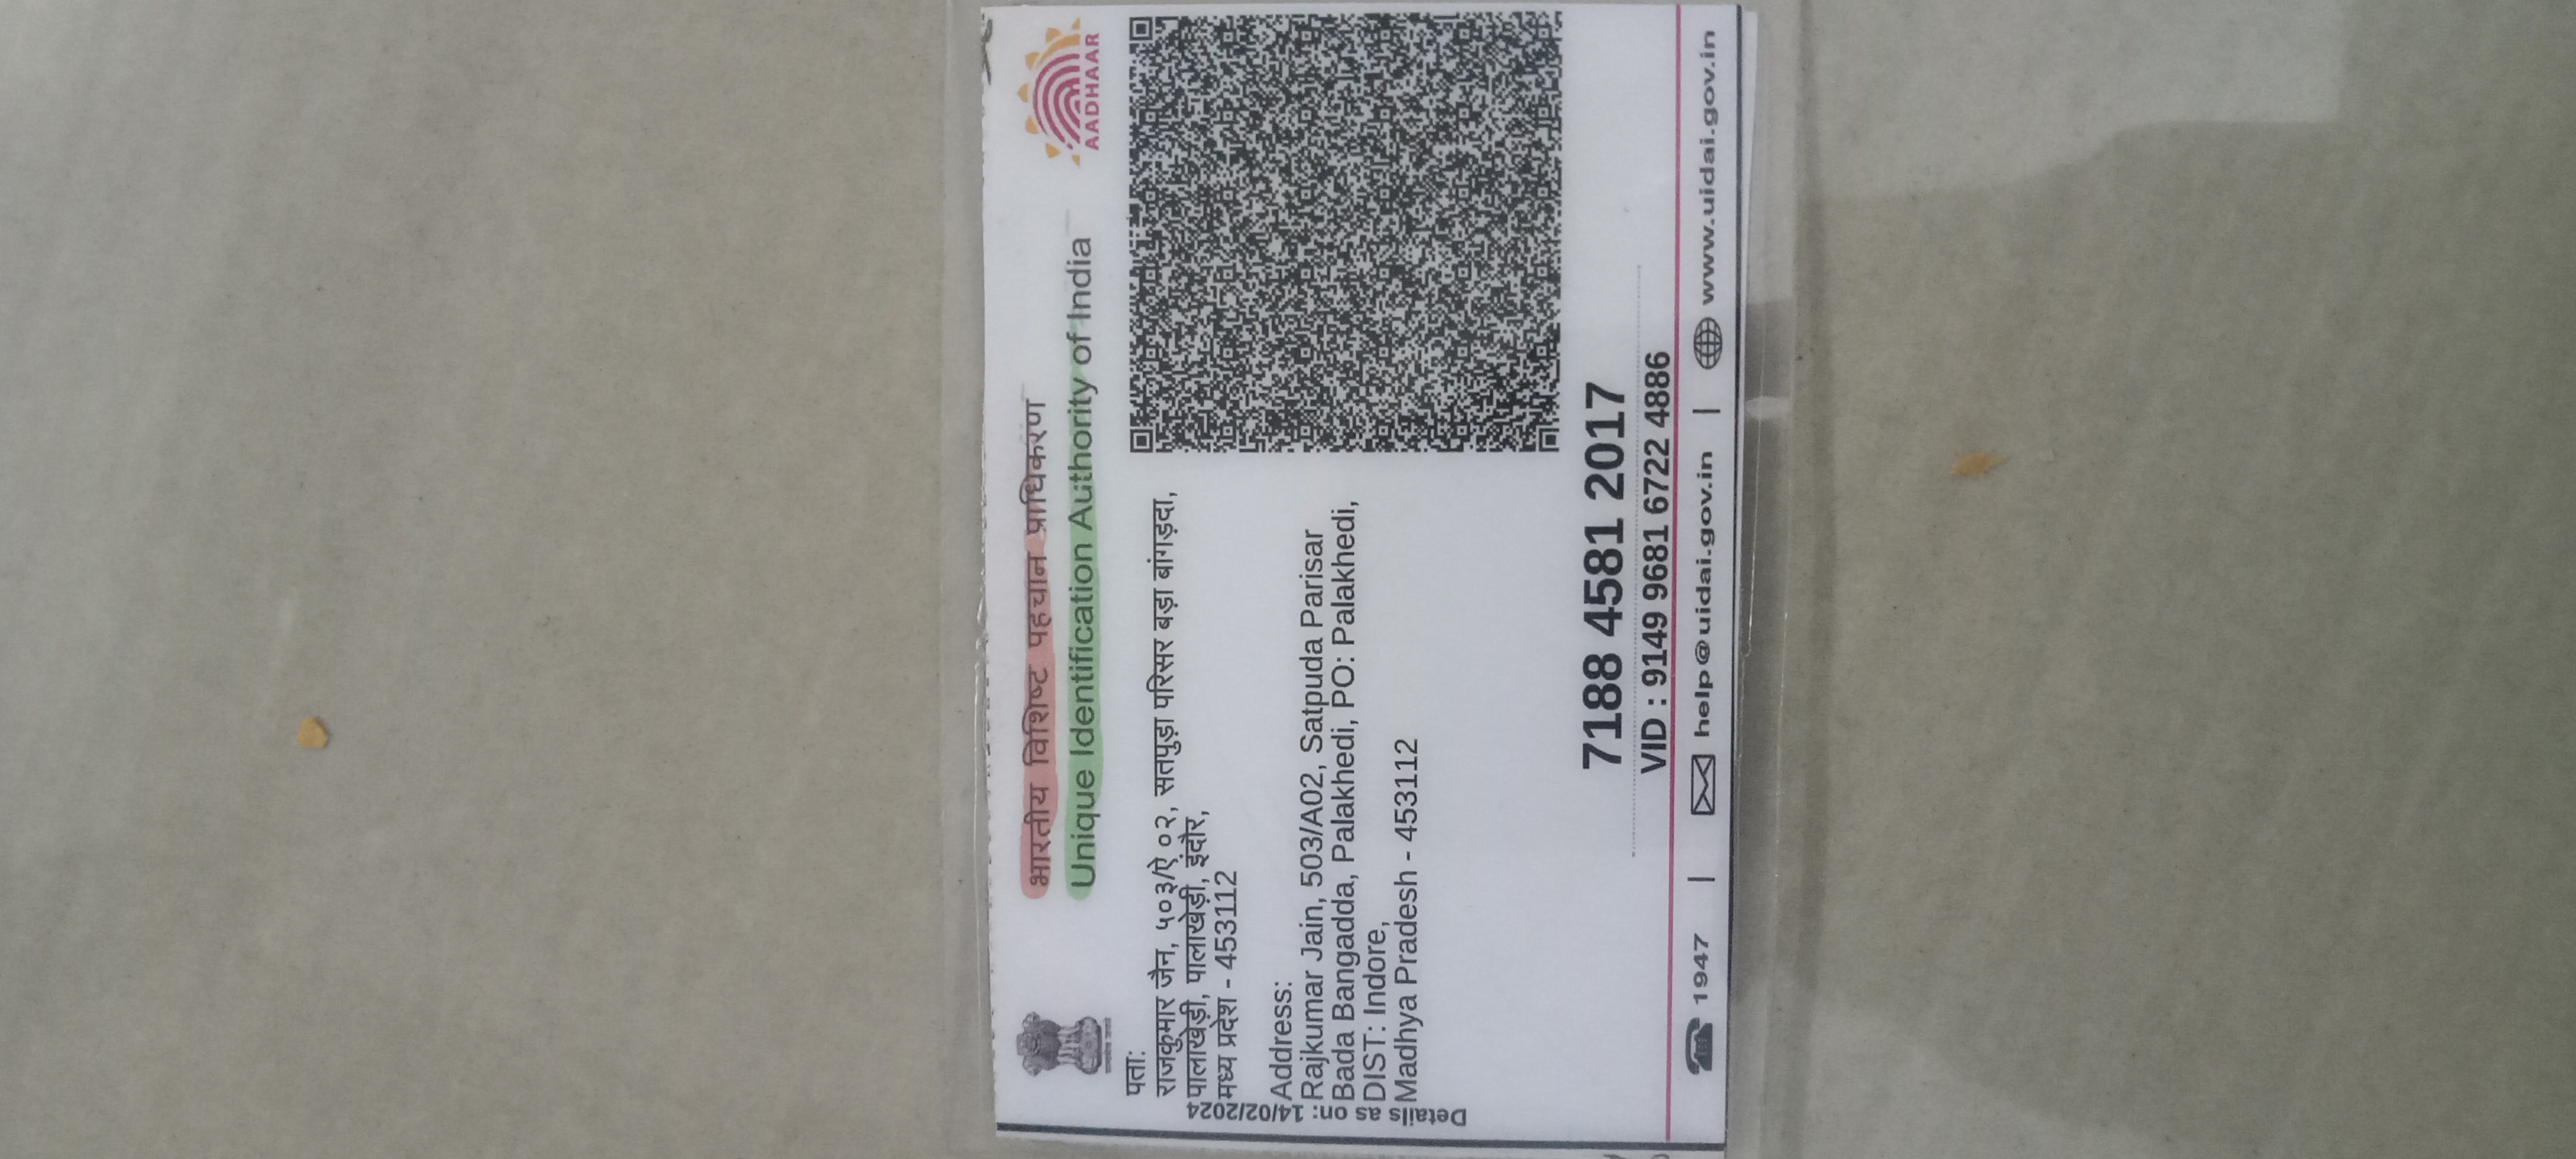 भारतीय विशिष्ट पहचान प्राधिकरण
Unique Identification Authority of India
AADHAAR
पता:
राजकुमार जैन, ५०३/ऐ ०२, सतपुड़ा परिसर बड़ा बांगड़दा,
पालाखेड़ी, पालाखेड़ी, इंदौर,
मध्य प्रदेश - 453112
Address:
Rajkumar Jain, 503/A02, Satpuda Parisar
Bada Bangadda, Palakhedi, PO: Palakhedi,
DIST: Indore,
Madhya Pradesh - 453112
Details as on: 14/02/2024
7188 4581 2017
VID : 9149 9681 6722 4886
1947 | help@uidai.gov.in | www.uidai.gov.in